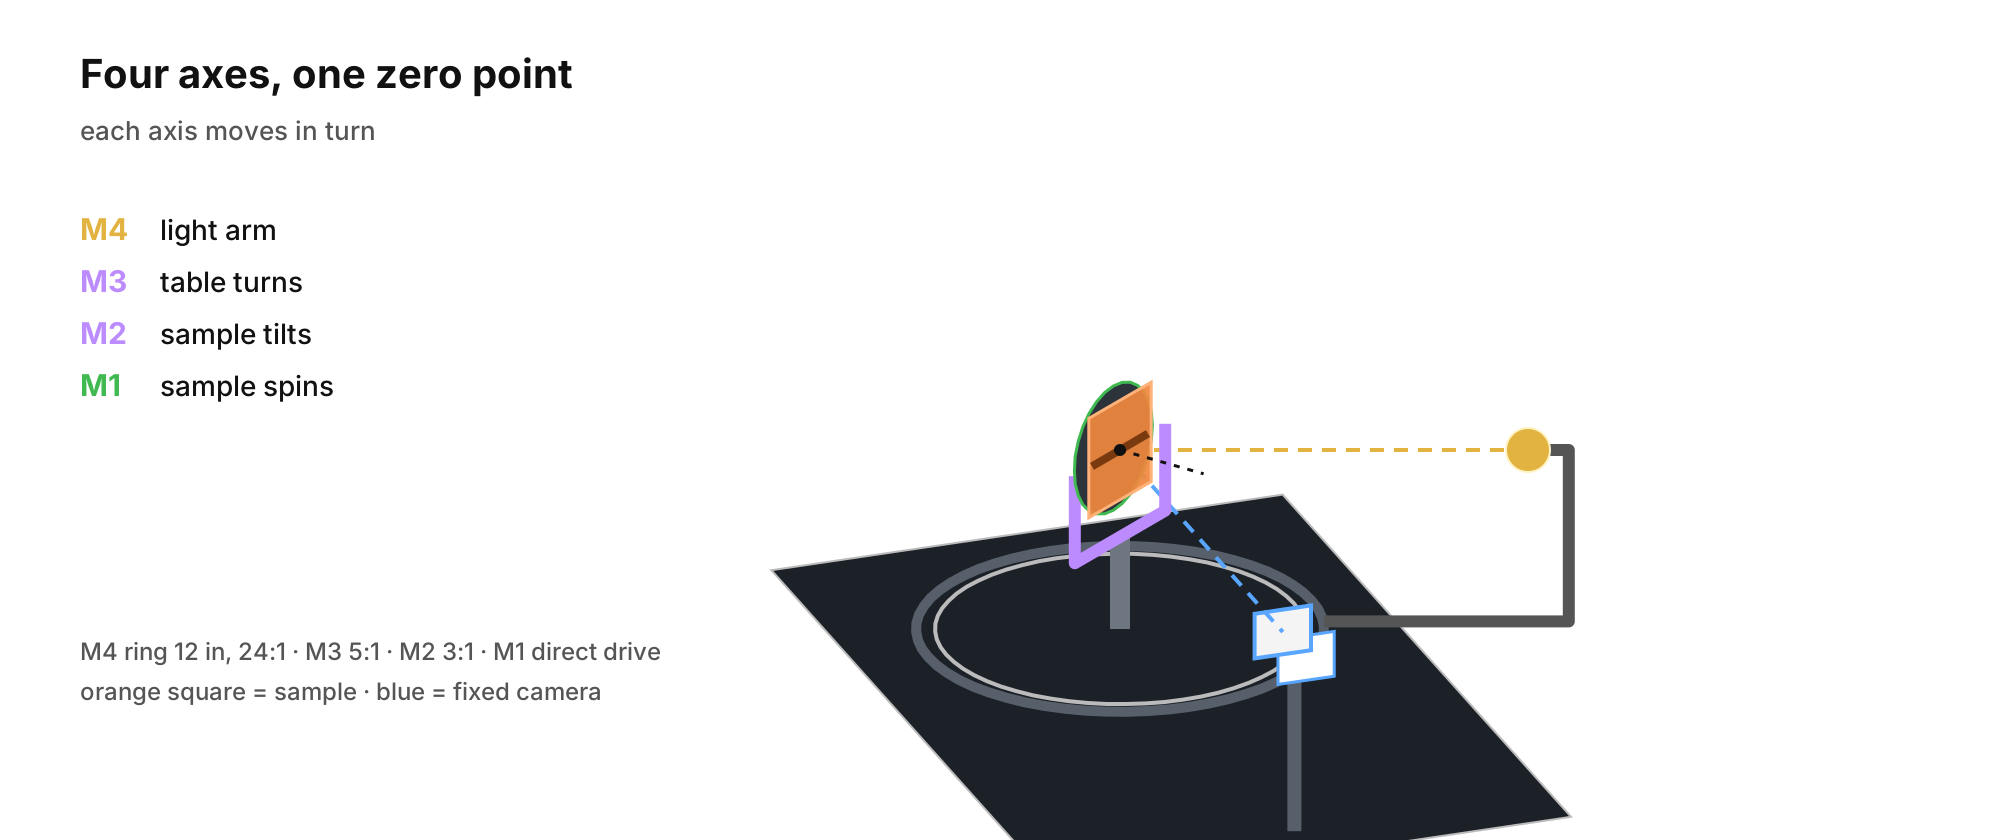 Four axes, one zero point
each axis moves in turn
M4 light arm
M3 table turns
M2 sample tilts
M1 sample spins
M4 ring 12 in, 24:1 · M3 5:1 · M2 3:1 · M1 direct drive
orange square = sample · blue = fixed camera